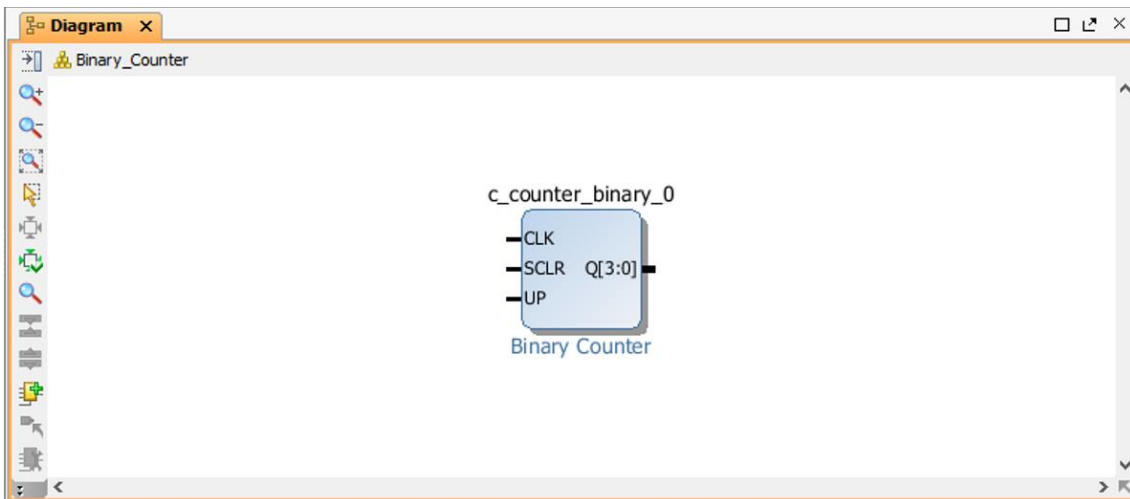 Diagram
Binary_Counter
c_counter_binary_0
CLK
SCLR Q[3:0]
UP
Binary Counter